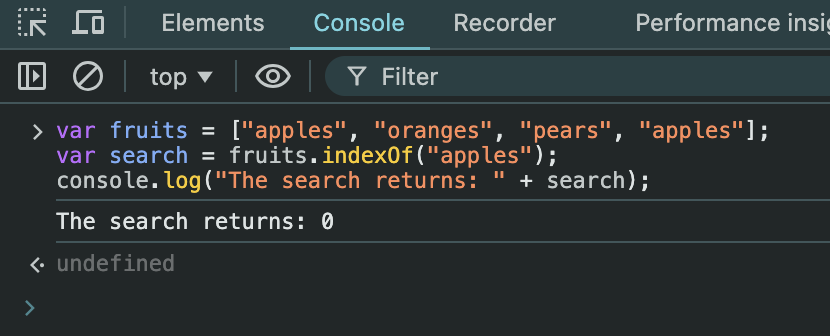 Elements Console Recorder Performance insig
top Filter
var fruits = ["apples", "oranges", "pears", "apples"];
var search = fruits.indexOf("apples");
console.log("The search returns: " + search);
The search returns: 0
undefined